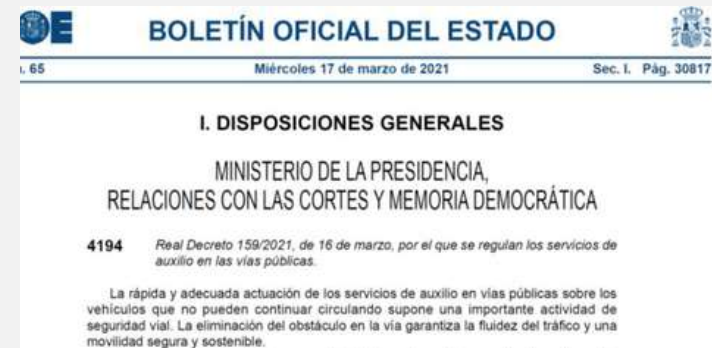 BOLETÍN OFICIAL DEL ESTADO
. 65
Miércoles 17 de marzo de 2021
Sec. I. Pág. 30817
I. DISPOSICIONES GENERALES
MINISTERIO DE LA PRESIDENCIA,
RELACIONES CON LAS CORTES Y MEMORIA DEMOCRÁTICA
4194
Real Decreto 159/2021, de 16 de marzo, por el que se regulan los servicios de
auxilio en las vías públicas.
La rápida y adecuada actuación de los servicios de auxilio en vías públicas sobre los
vehículos que no pueden continuar circulando supone una importante actividad de
seguridad vial. La eliminación del obstáculo en la vía garantiza la fluidez del tráfico y una
movilidad segura y sostenible.